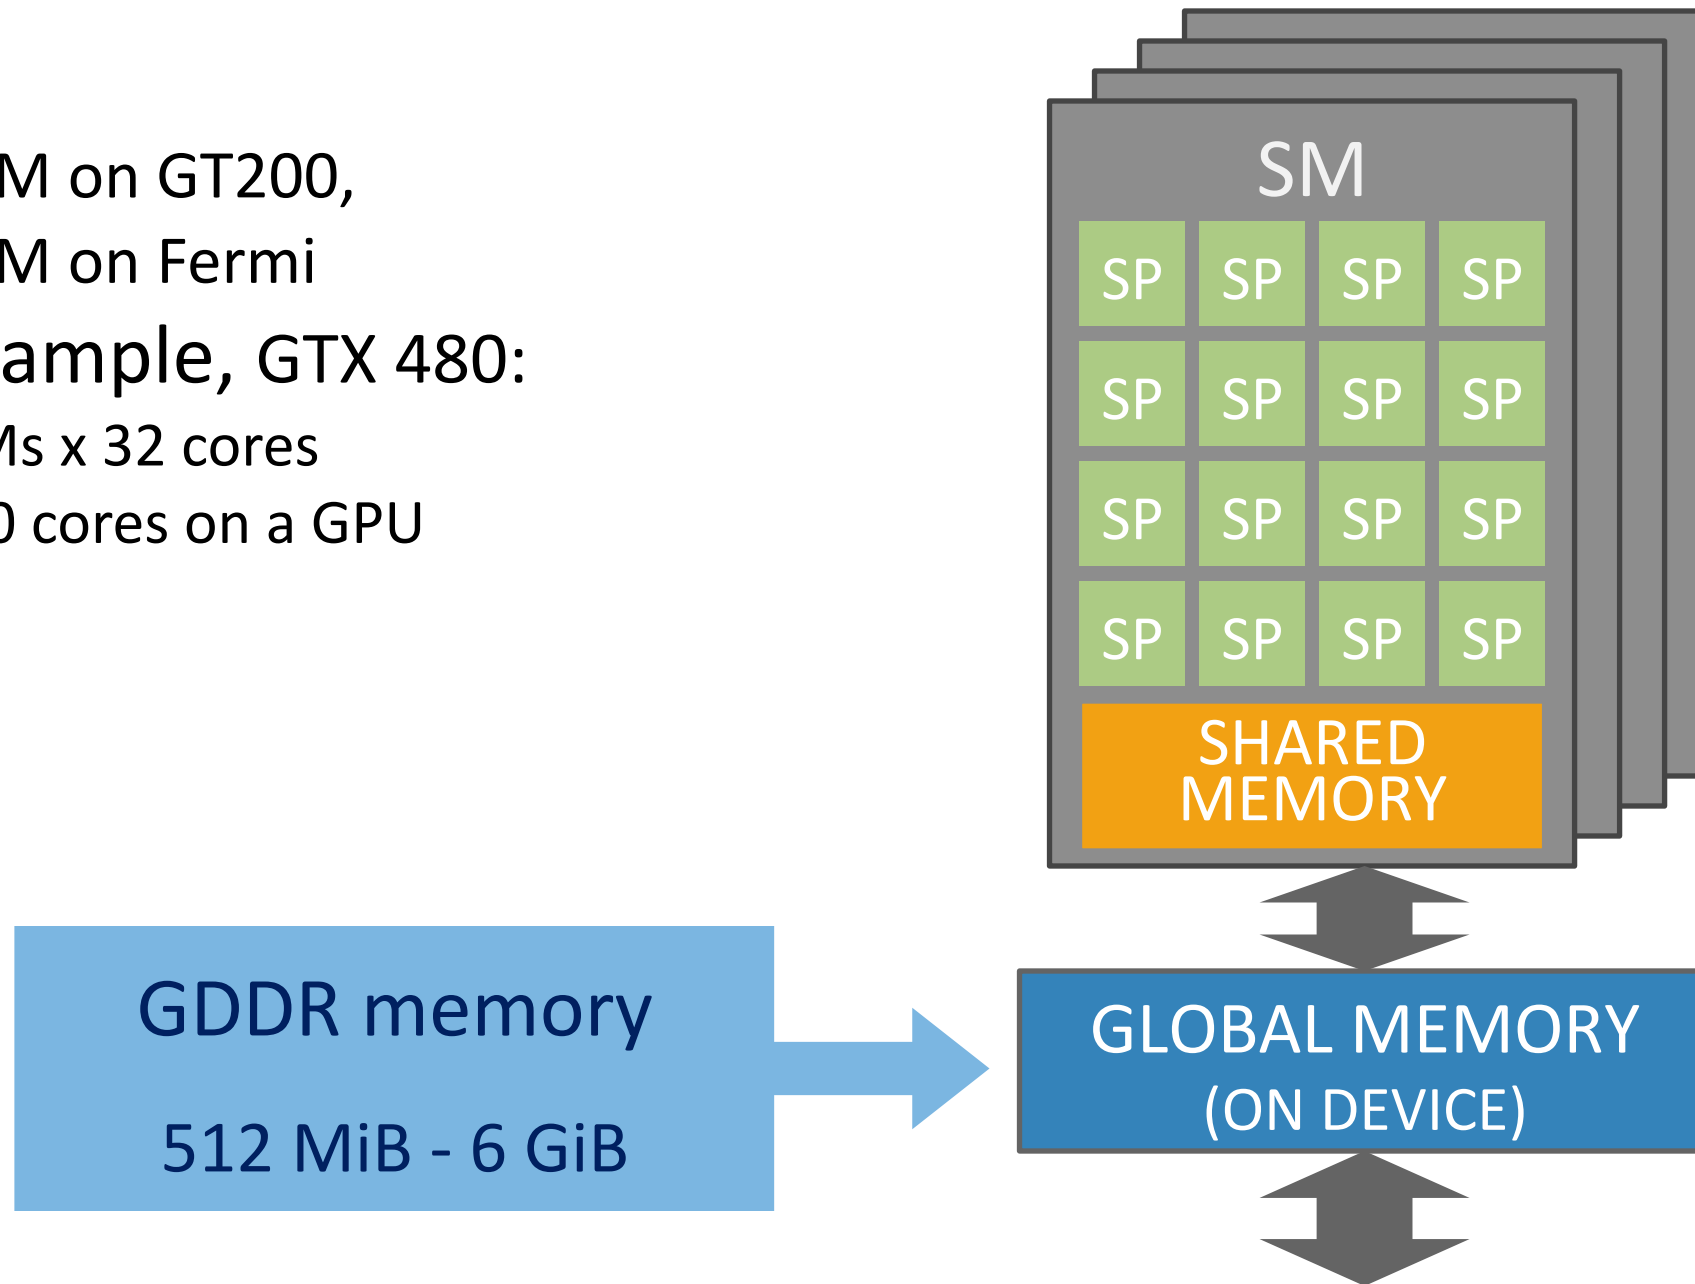 M on GT200,
M on Fermi
ample, GTX 480:
Ms x 32 cores
0 cores on a GPU
SM
SP SP SP SP
SP SP SP SP
SP SP SP SP
SP SP SP SP
SHARED
MEMORY
GDDR memory
512 MiB - 6 GiB
GLOBAL MEMORY
(ON DEVICE)